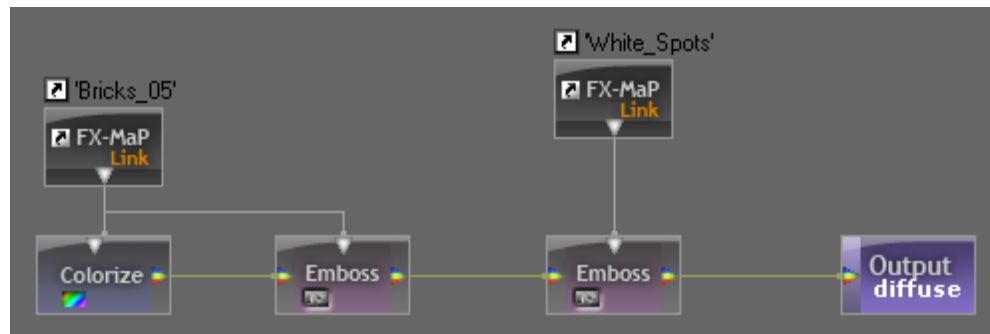 'White_Spots'
FX-MaP
Link
'Bricks_05'
FX-MaP
Link
Colorize
Emboss
Emboss
Output
diffuse